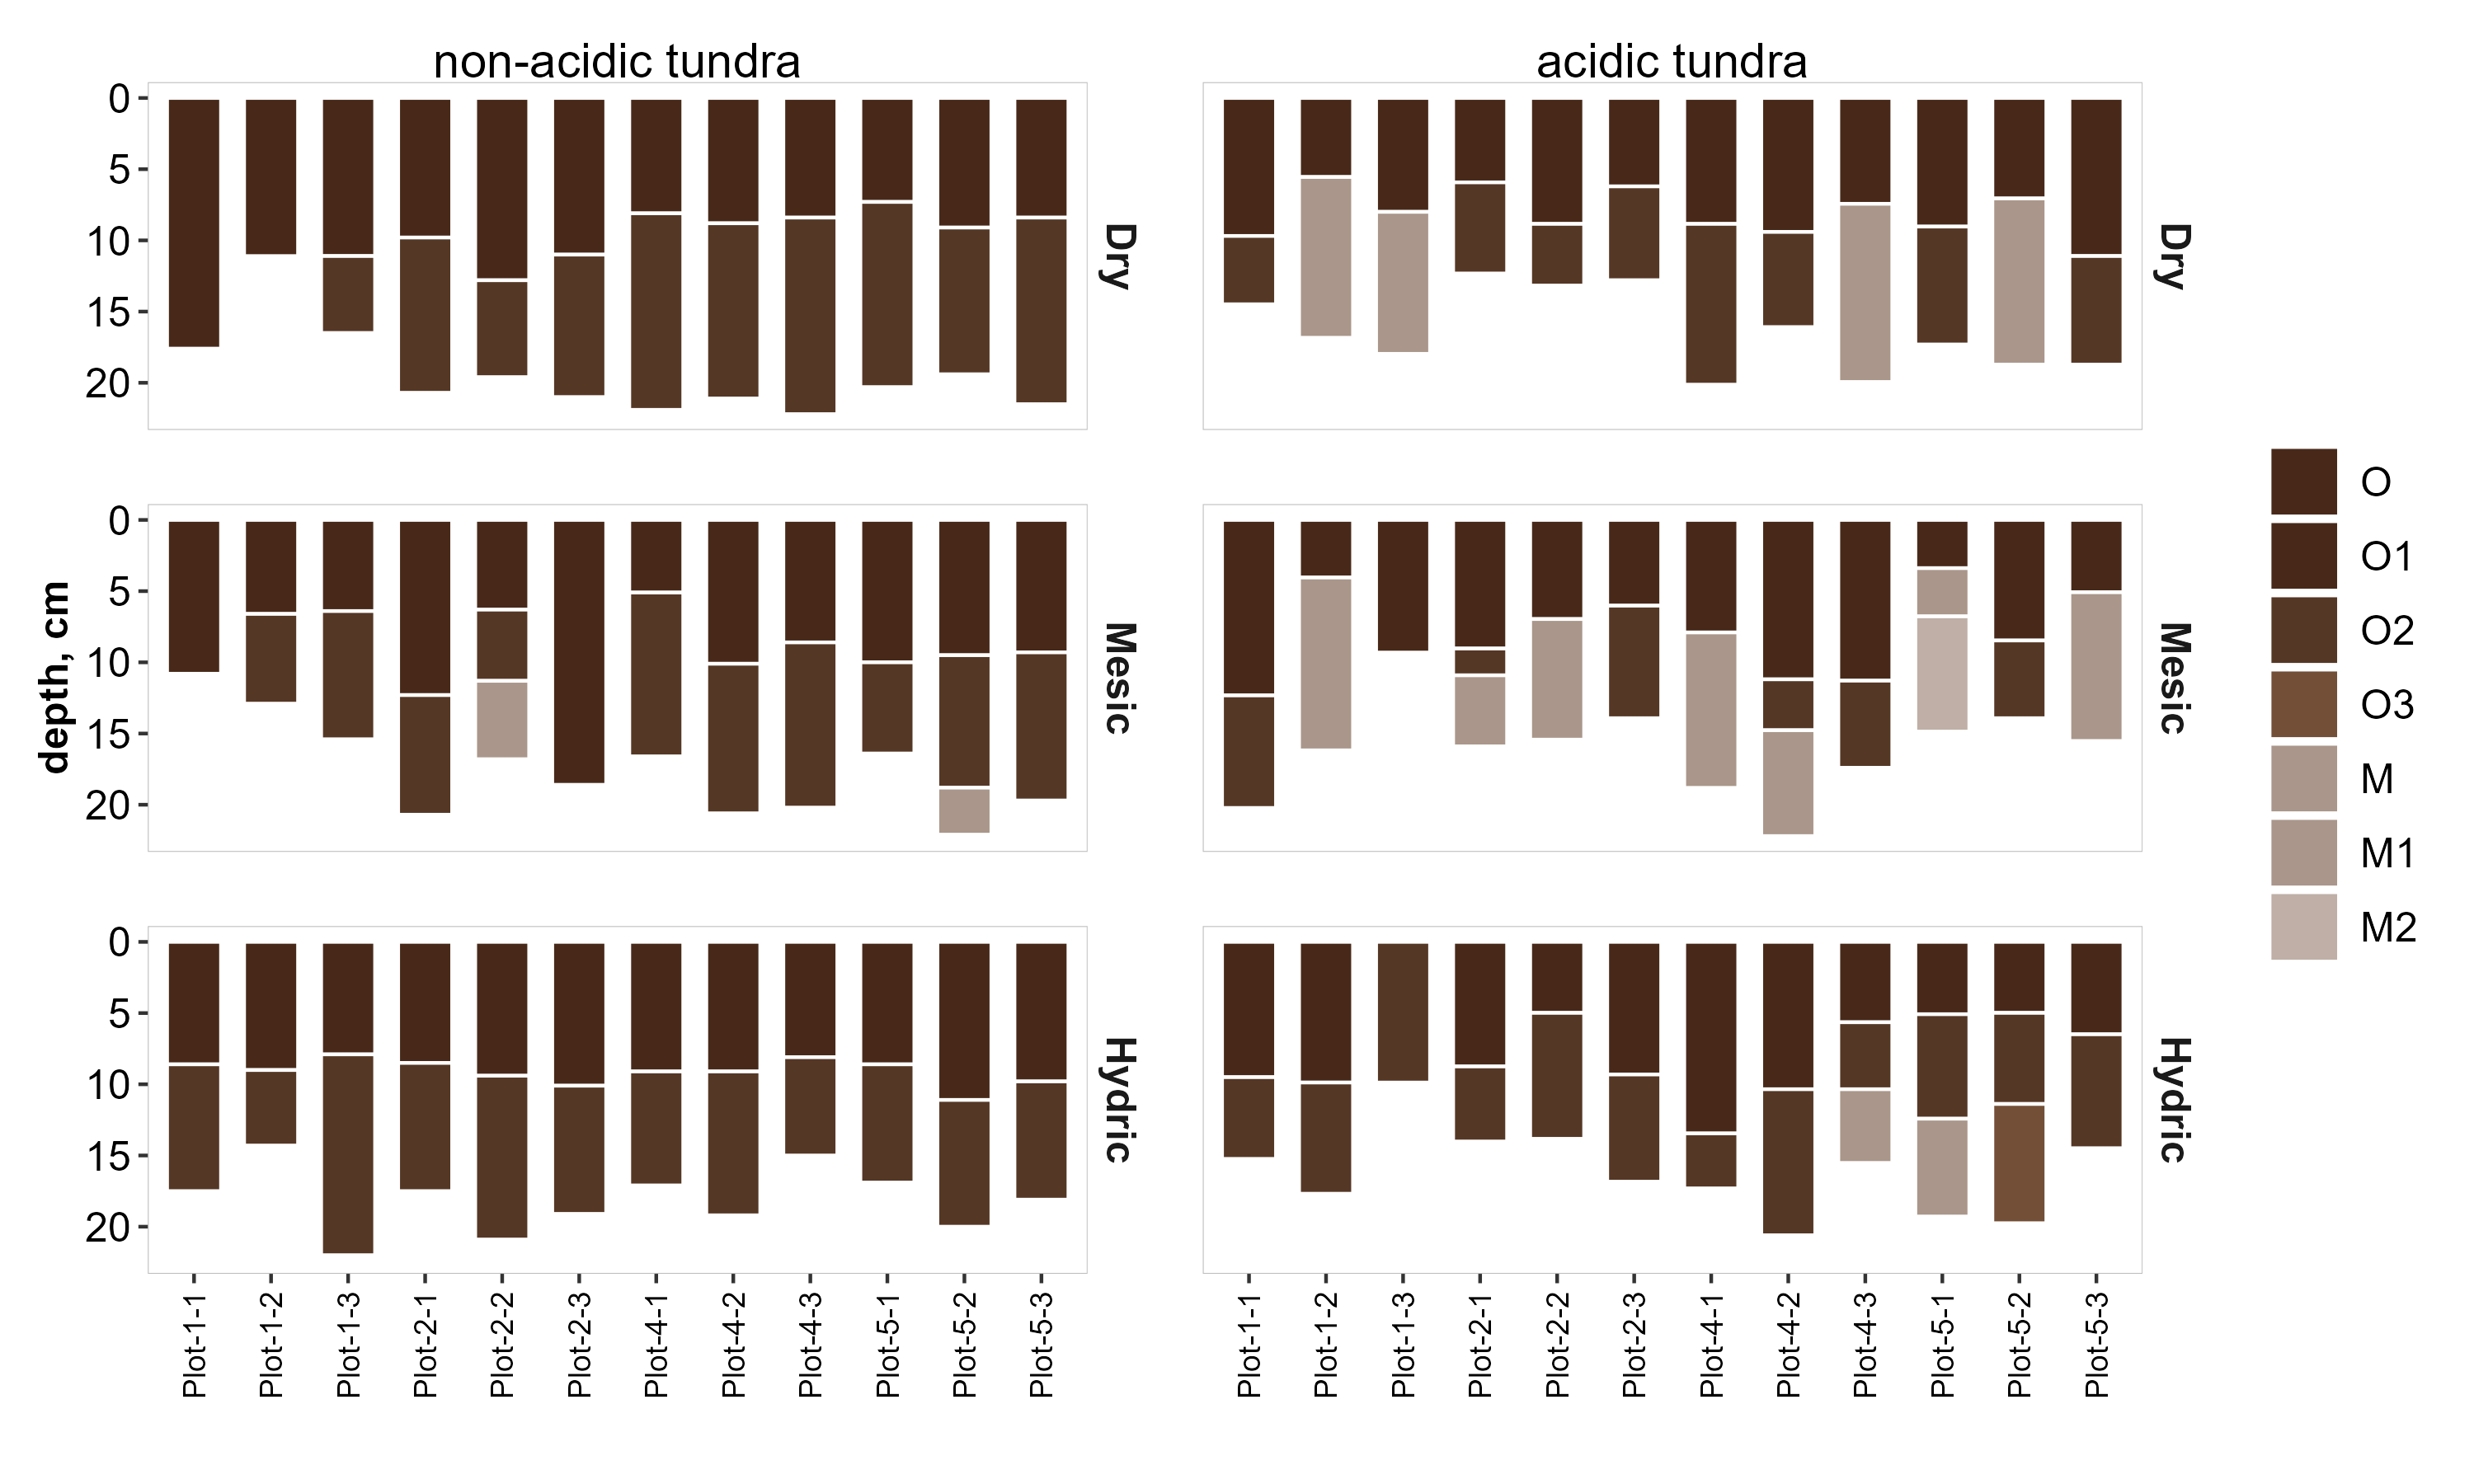 non-acidic tundra
acidic tundra
0
5
10
15
20
Dry
Dry
depth, cm
0
5
10
15
20
Mesic
Mesic
0
5
10
15
20
Hydric
Hydric
Plot-1-1
Plot-1-2
Plot-1-3
Plot-2-1
Plot-2-2
Plot-2-3
Plot-4-1
Plot-4-2
Plot-4-3
Plot-5-1
Plot-5-2
Plot-5-3
Plot-1-1
Plot-1-2
Plot-1-3
Plot-2-1
Plot-2-2
Plot-2-3
Plot-4-1
Plot-4-2
Plot-4-3
Plot-5-1
Plot-5-2
Plot-5-3
O
O1
O2
O3
M
M1
M2